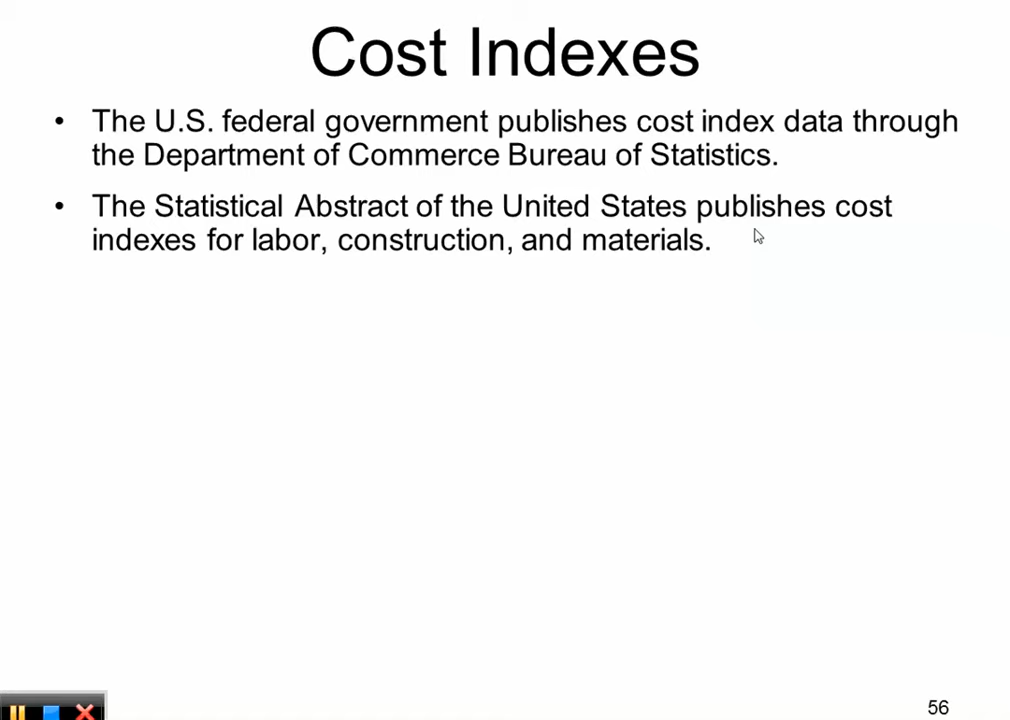 Cost Indexes
• The U.S. federal government publishes cost index data through
the Department of Commerce Bureau of Statistics.
• The Statistical Abstract of the United States publishes cost
indexes for labor, construction, and materials.
56